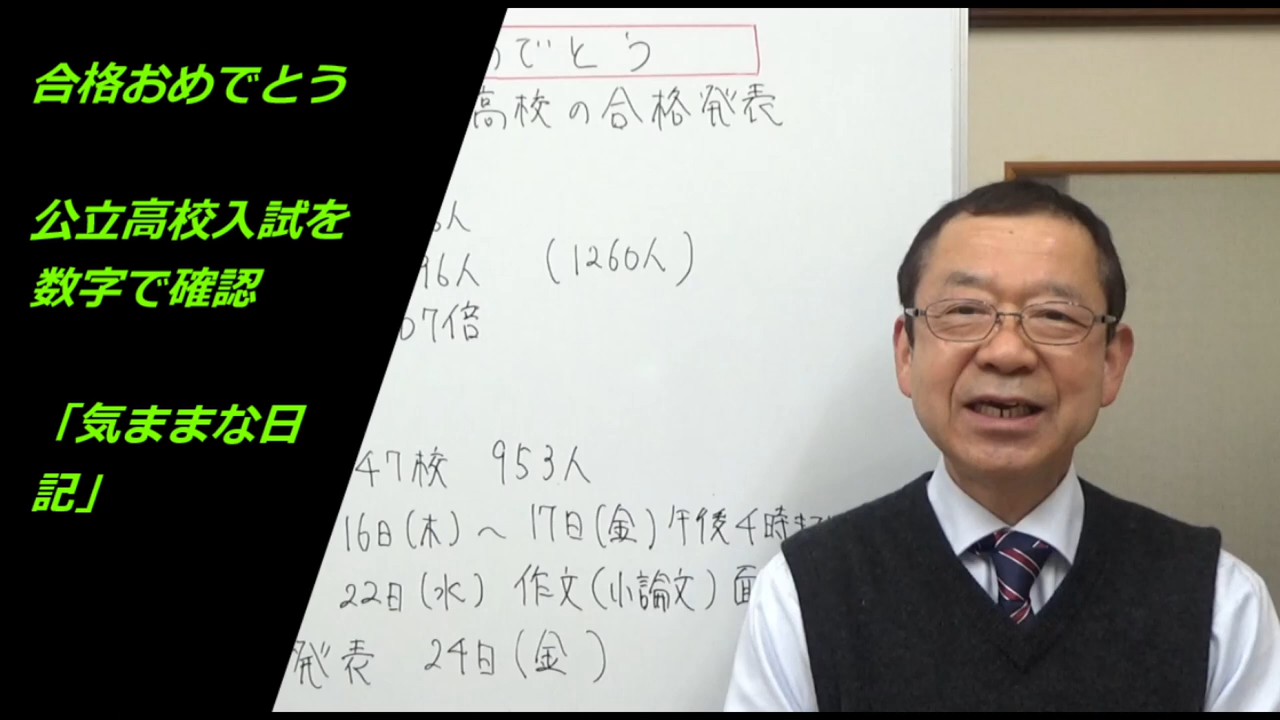 合格おめでとう
公立高校入試を
数字で確認
「気ままな日
記」
でとう
高校の合格発表
人
96人 (1260人)
07倍
47校 953人
16日(木)～17日(金)午後4時まで
22日(水) 作文(小論文)面
発表 24日(金)